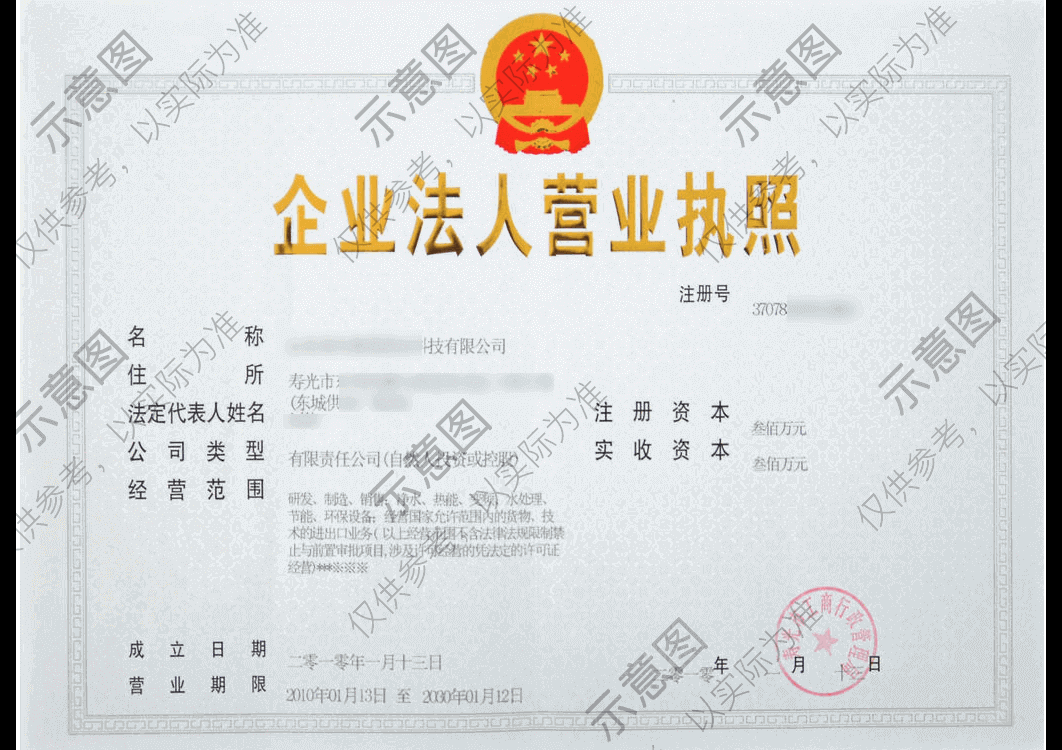 企业法人营业执照
注册号 37078
名称 科技有限公司
住所 寿光市
(东城供
法定代表人姓名
注册资本 叁佰万元
公司类型 有限责任公司(自然人投资或控股)
实收资本 叁佰万元
经营范围
研发、制造、销售:净水、热能、水处理、
节能、环保设备;经营国家允许范围内的货物、技
术的进出口业务(以上经营范围不含法律法规限制禁
止与前置审批项目,涉及许可经营的凭法定的许可证
经营)***※※※
成立日期 二零一零年一月十三日
营业期限 2010年01月13日 至 2030年01月12日
二零一零年 一月 十 日
工商行政管理局
示意图
仅供参考，以实际为准
示意图
仅供参考，以实际为准
示意图
仅供参考，以实际为准
示意图
仅供参考，以实际为准
示意图
仅供参考，以实际为准
示意图
仅供参考，以实际为准
示意图
以实际为准